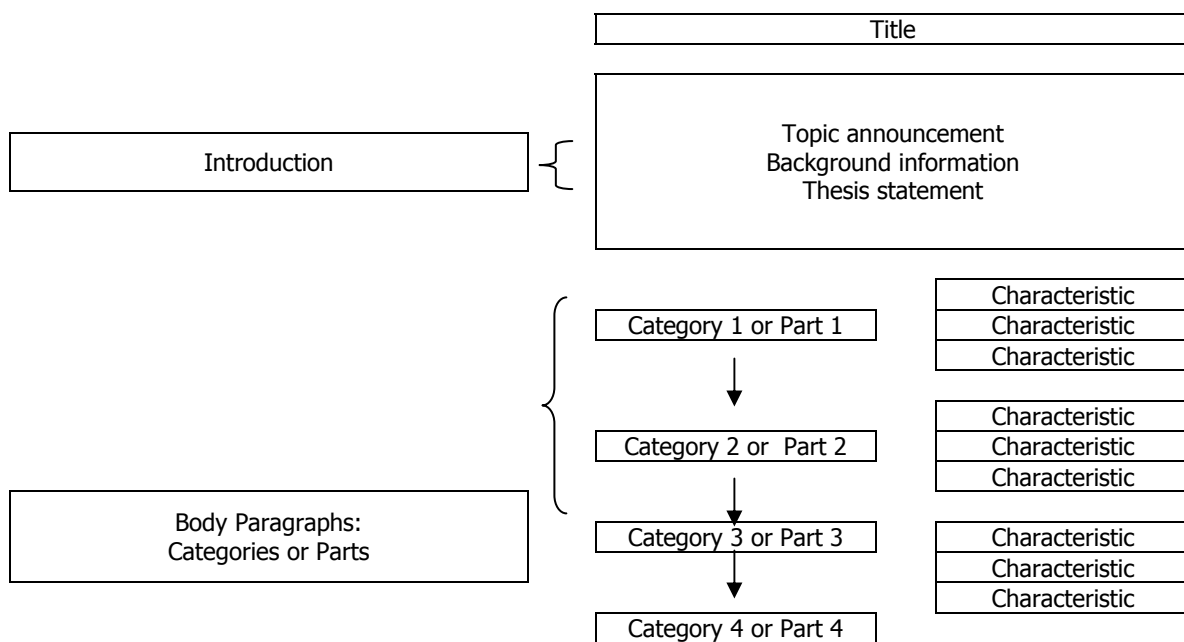 Title
Introduction
Topic announcement
Background information
Thesis statement
Category 1 or Part 1
Characteristic
Characteristic
Characteristic
Category 2 or  Part 2
Characteristic
Characteristic
Characteristic
Body Paragraphs:
Categories or Parts
Category 3 or Part 3
Characteristic
Characteristic
Characteristic
Category 4 or Part 4